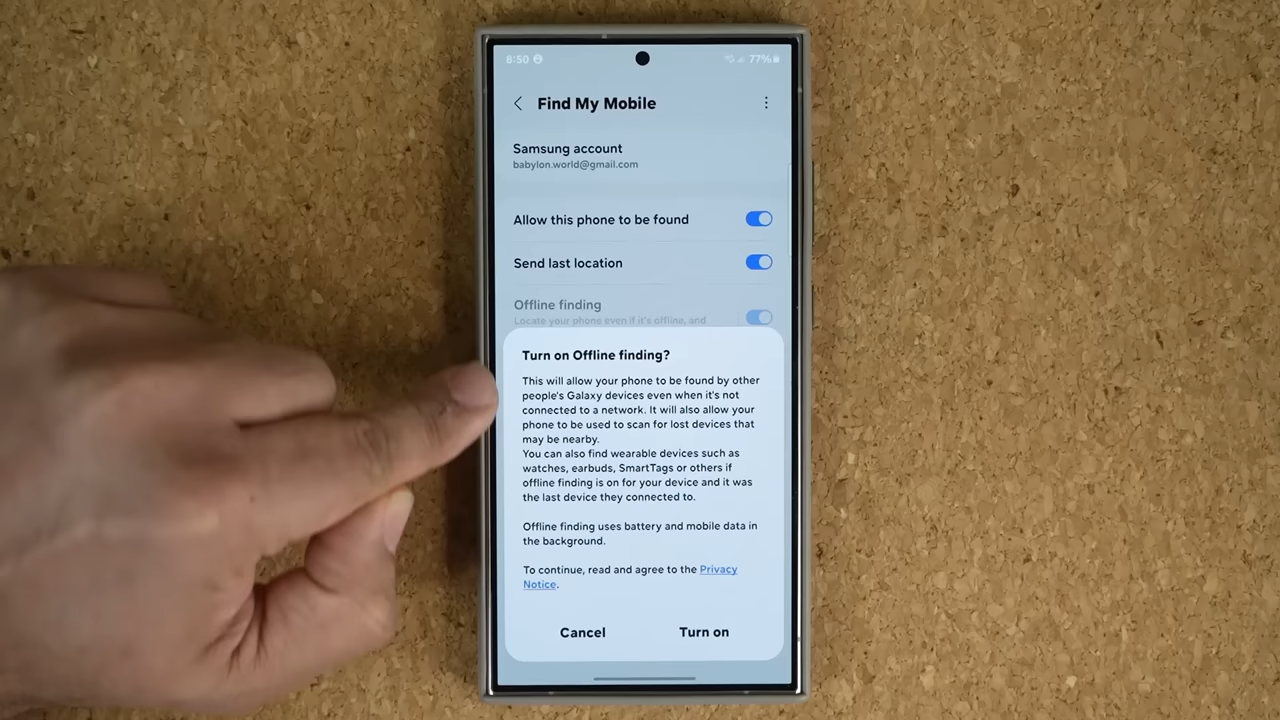 8:50 77%
Find My Mobile
Samsung account
babylon.world@gmail.com
Allow this phone to be found
Send last location
Offline finding
Locate your phone even if it's offline, and
Turn on Offline finding?
This will allow your phone to be found by other
people's Galaxy devices even when it's not
connected to a network. It will also allow your
phone to be used to scan for lost devices that
may be nearby.
You can also find wearable devices such as
watches, earbuds, SmartTags or others if
offline finding is on for your device and it was
the last device they connected to.
Offline finding uses battery and mobile data in
the background.
To continue, read and agree to the Privacy
Notice.
Cancel Turn on